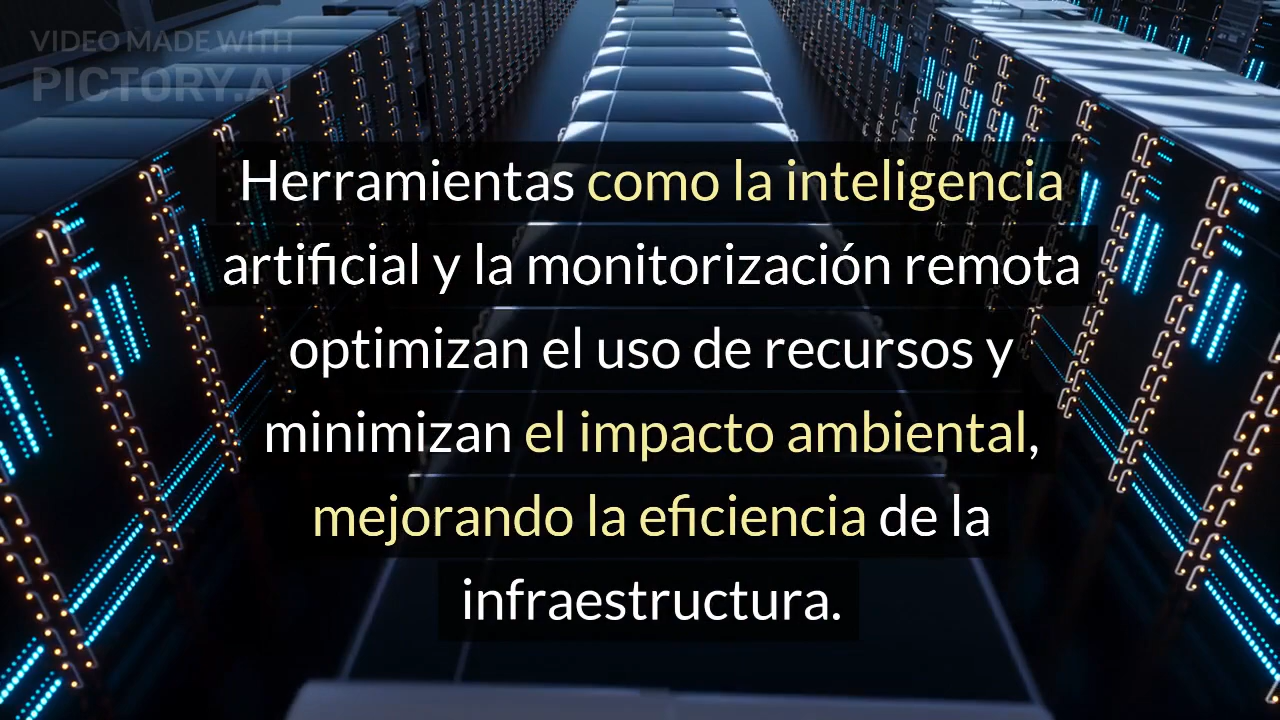 VIDEO MADE WITH
PICTORY.AI
Herramientas como la inteligencia
artificial y la monitorización remota
optimizan el uso de recursos y
minimizan el impacto ambiental,
mejorando la eficiencia de la
infraestructura.